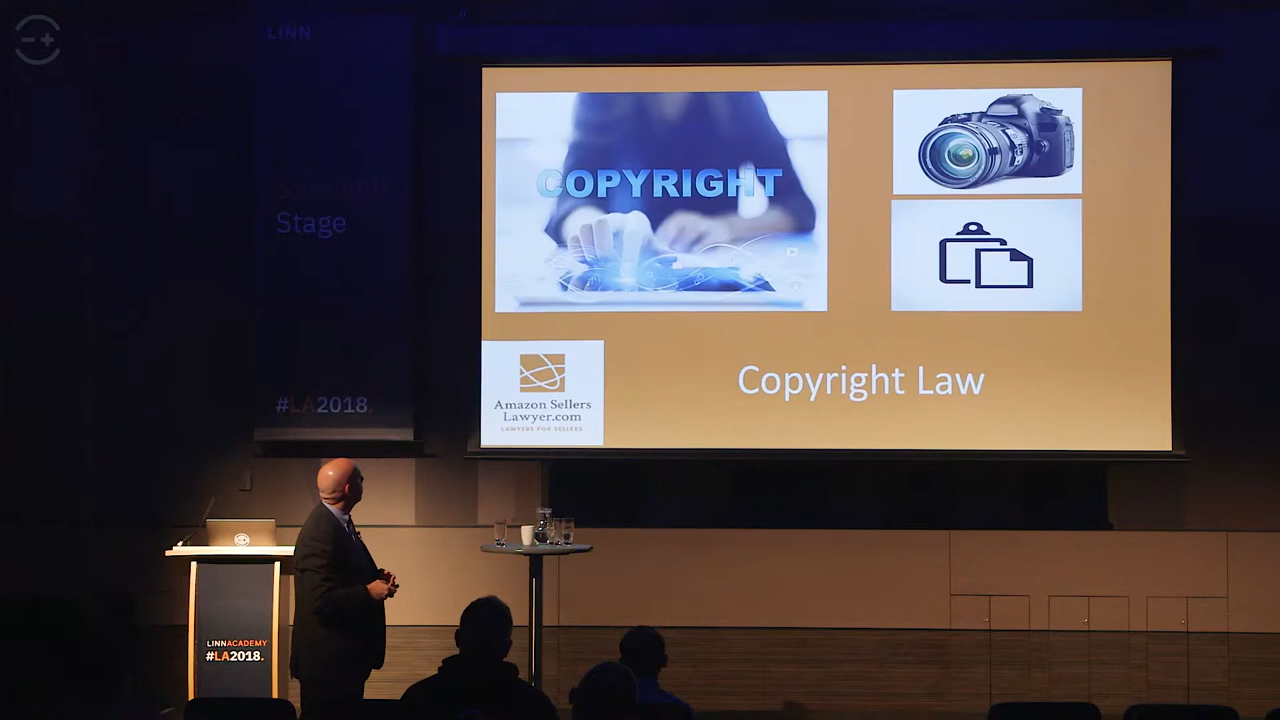 LINN
Stage
#LA2018.
COPYRIGHT
Amazon Sellers
Lawyer.com
LAWYERS FOR SELLERS
Copyright Law
LINNACADEMY
#LA2018.